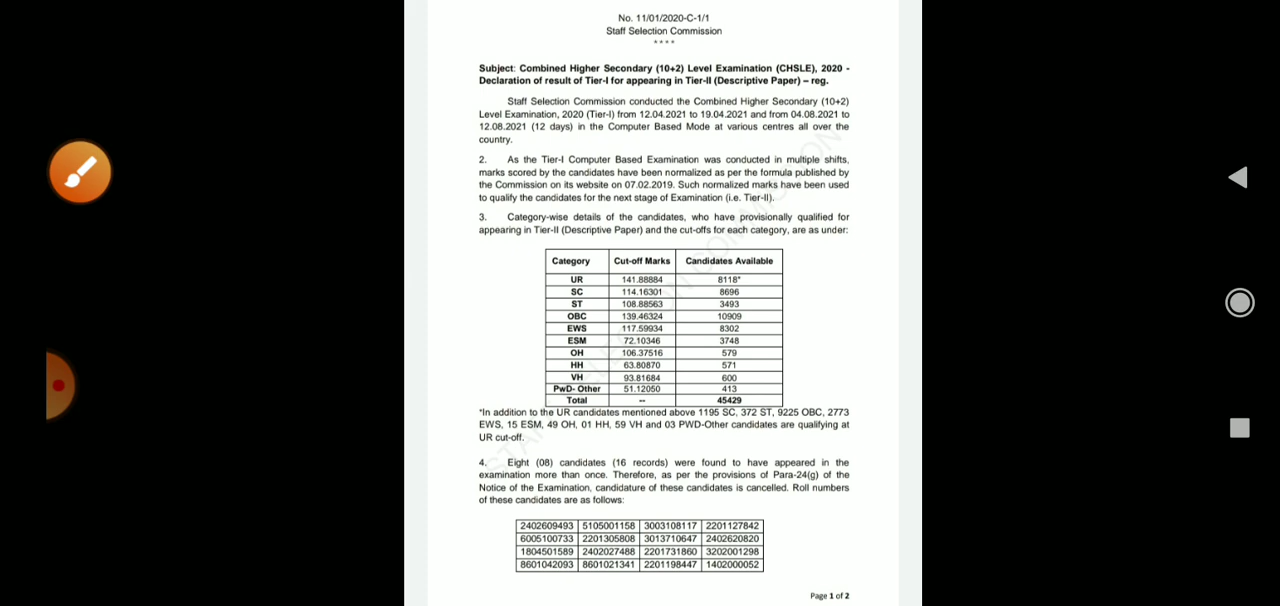 No. 11/01/2020-C-1/1
Staff Selection Commission
****
Subject: Combined Higher Secondary (10+2) Level Examination (CHSLE), 2020 -
Declaration of result of Tier-I for appearing in Tier-II (Descriptive Paper) – reg.
Staff Selection Commission conducted the Combined Higher Secondary (10+2)
Level Examination, 2020 (Tier-I) from 12.04.2021 to 19.04.2021 and from 04.08.2021 to
12.08.2021 (12 days) in the Computer Based Mode at various centres all over the
country.
2. As the Tier-I Computer Based Examination was conducted in multiple shifts,
marks scored by the candidates have been normalized as per the formula published by
the Commission on its website on 07.02.2019. Such normalized marks have been used
to qualify the candidates for the next stage of Examination (i.e. Tier-II).
3. Category-wise details of the candidates, who have provisionally qualified for
appearing in Tier-II (Descriptive Paper) and the cut-offs for each category, are as under:
Category Cut-off Marks Candidates Available
UR 141.88884 8118*
SC 114.16301 8696
ST 108.88563 3493
OBC 139.46324 10909
EWS 117.59934 8302
ESM 72.10346 3748
OH 106.37516 579
HH 63.80870 571
VH 93.81684 600
PwD- Other 51.12050 413
Total -- 45429
*In addition to the UR candidates mentioned above 1195 SC, 372 ST, 9225 OBC, 2773
EWS, 15 ESM, 49 OH, 01 HH, 59 VH and 03 PWD-Other candidates are qualifying at
UR cut-off.
4. Eight (08) candidates (16 records) were found to have appeared in the
examination more than once. Therefore, as per the provisions of Para-24(g) of the
Notice of the Examination, candidature of these candidates is cancelled. Roll numbers
of these candidates are as follows:
2402609493 5105001158 3003108117 2201127842
6005100733 2201305808 3013710647 2402620820
1804501589 2402027488 2201731860 3202001298
8601042093 8601021341 2201198447 1402000052
Page 1 of 2